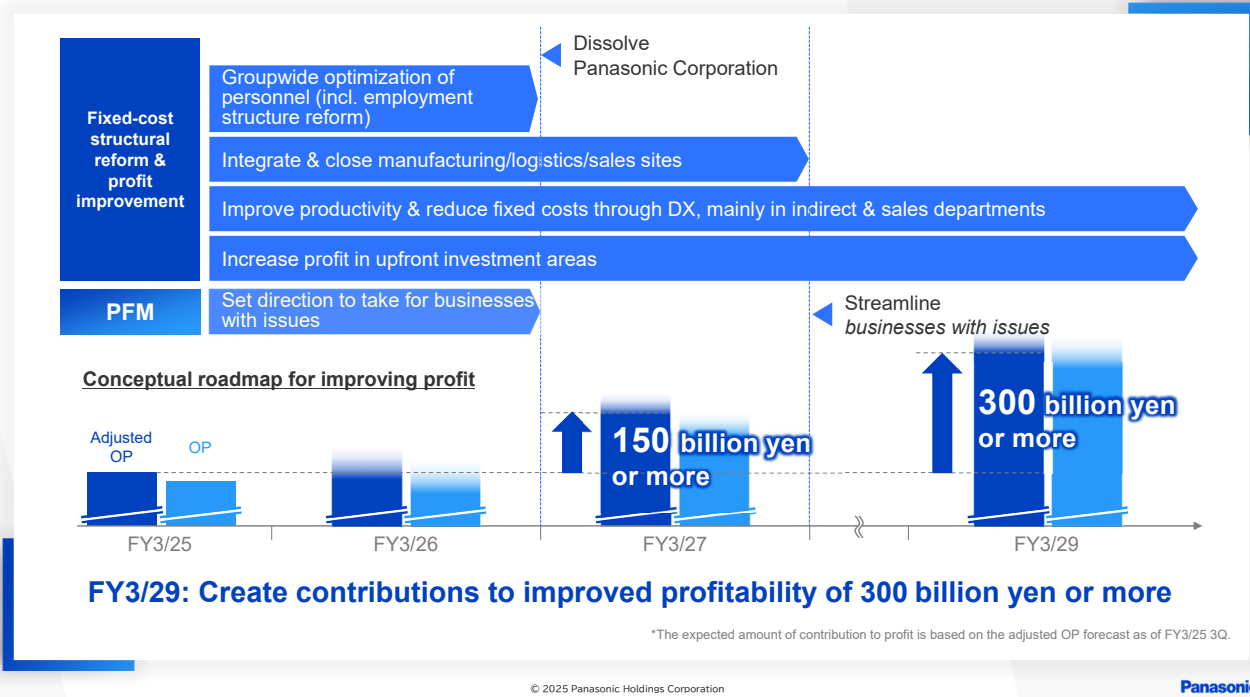 Dissolve
Panasonic Corporation
Fixed-cost
structural
reform &
profit
improvement
Groupwide optimization of
personnel (incl. employment
structure reform)
Integrate & close manufacturing/logistics/sales sites
Improve productivity & reduce fixed costs through DX, mainly in indirect & sales departments
Increase profit in upfront investment areas
PFM
Set direction to take for businesses
with issues
Streamline
businesses with issues
Conceptual roadmap for improving profit
Adjusted
OP
OP
150 billion yen
or more
300 billion yen
or more
FY3/25
FY3/26
FY3/27
FY3/29
FY3/29: Create contributions to improved profitability of 300 billion yen or more
*The expected amount of contribution to profit is based on the adjusted OP forecast as of FY3/25 3Q.
© 2025 Panasonic Holdings Corporation
Panasonic